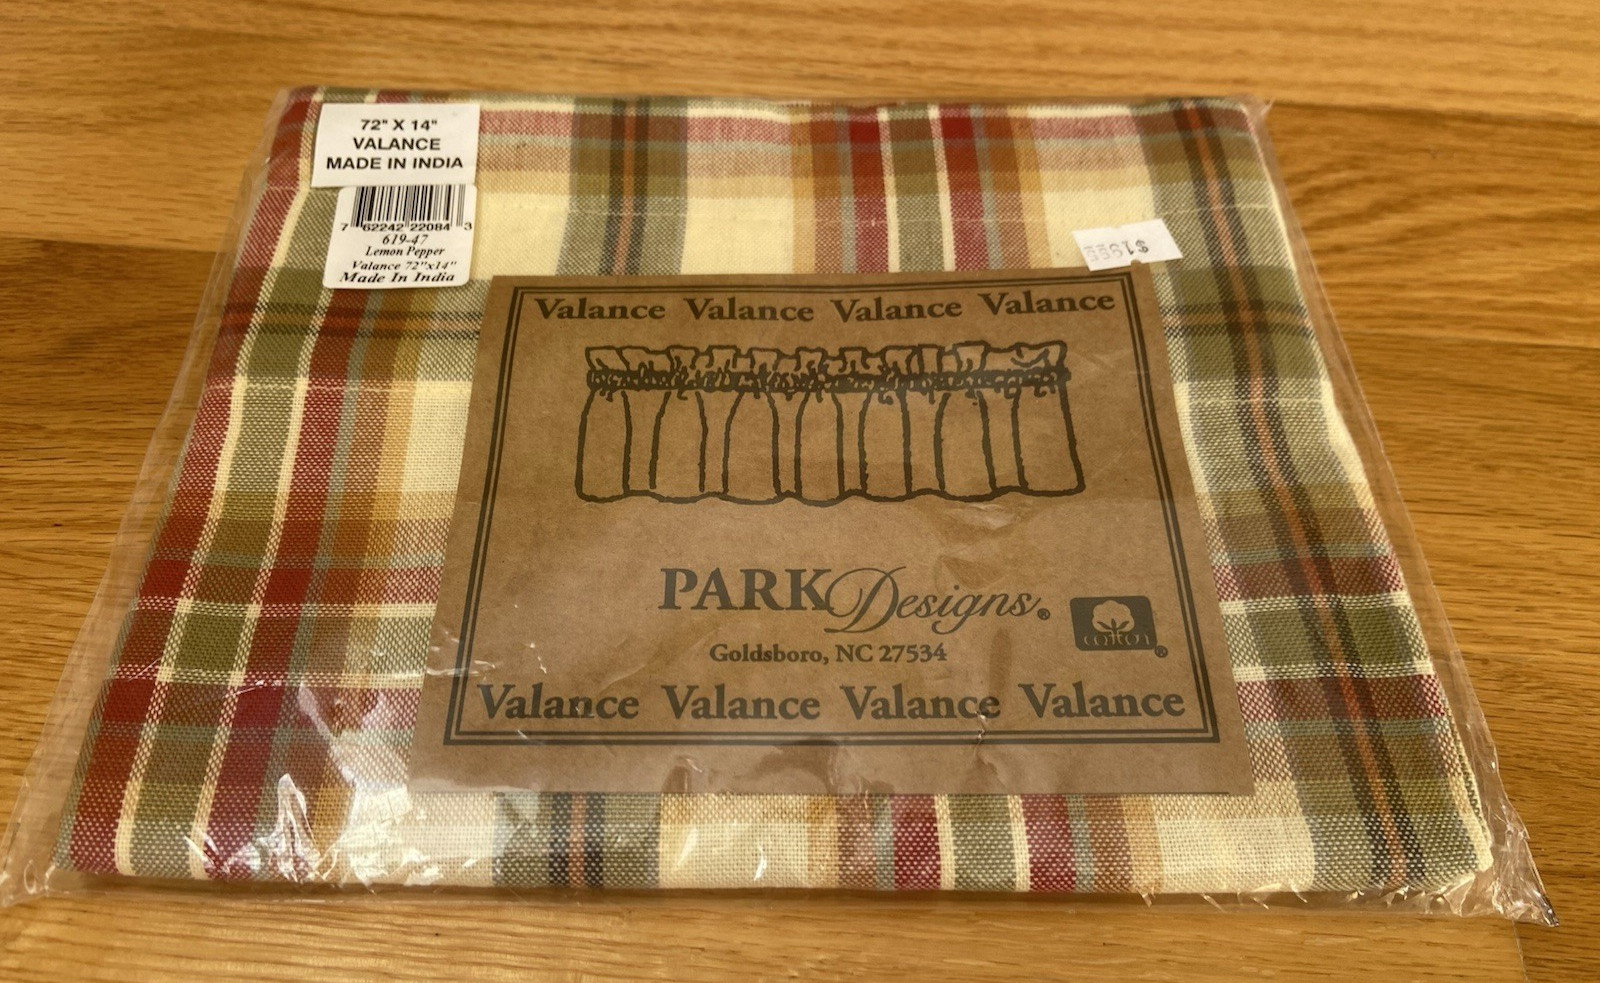 72" X 14"
VALANCE
MADE IN INDIA
7 62242 22084 3
619-47
Lemon Pepper
Valance 72"x14"
Made In India
Valance Valance Valance Valance
PARK Designs®
Goldsboro, NC 27534
cotton ®
Valance Valance Valance Valance